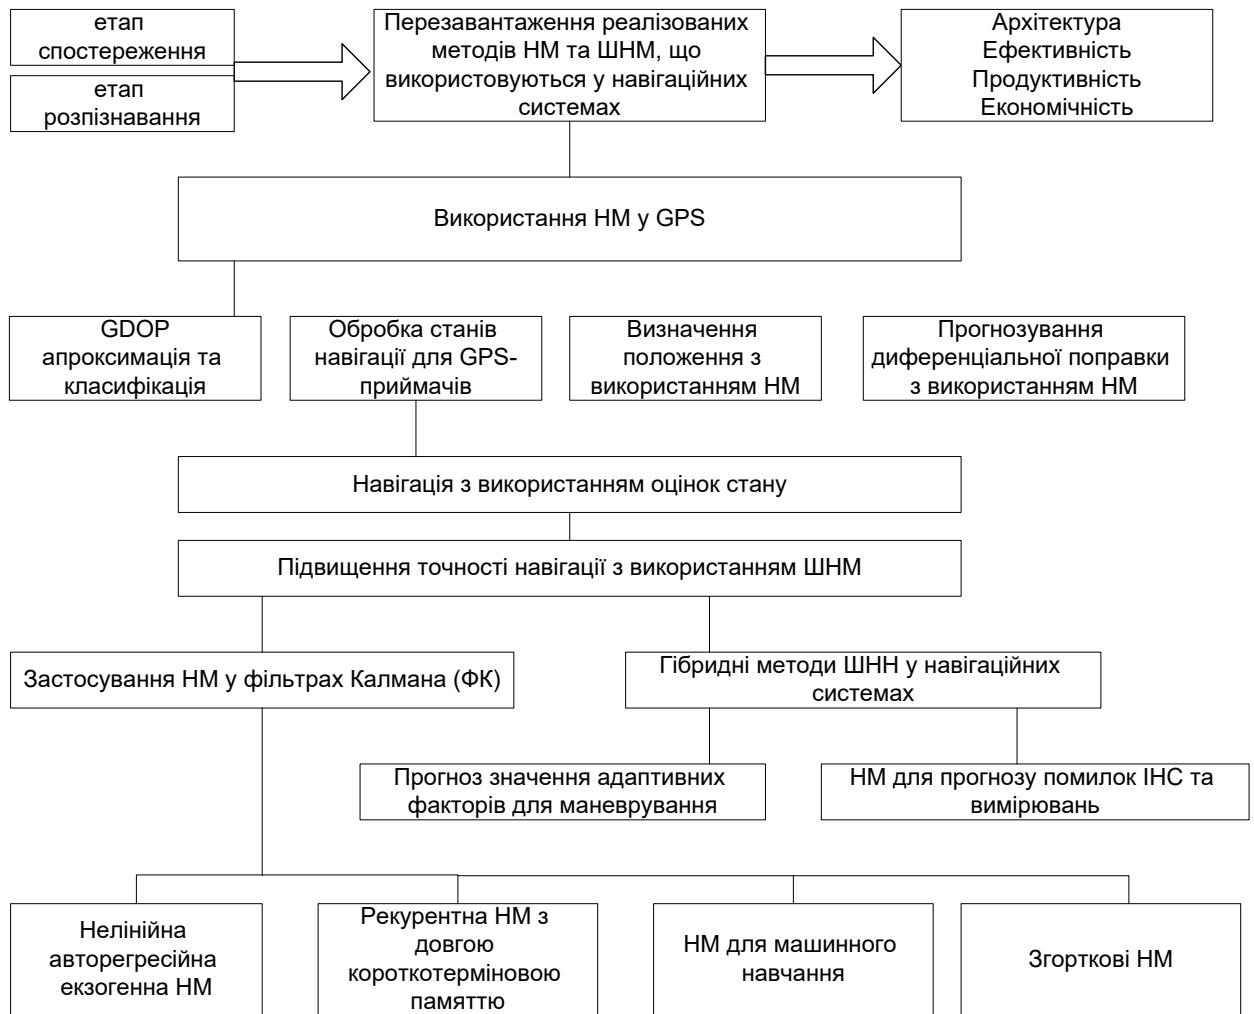 етап
спостереження
етап
розпізнавання
Перезавантаження реалізованих
методів НМ та ШНМ, що
використовуються у навігаційних
системах
Архітектура
Ефективність
Продуктивність
Економічність
Використання НМ у GPS
GDOP
апроксимація та
класифікація
Обробка станів
навігації для GPS-
приймачів
Визначення
положення з
використанням НМ
Прогнозування
диференціальної поправки
з використанням НМ
Навігація з використанням оцінок стану
Підвищення точності навігації з використанням ШНМ
Застосування НМ у фільтрах Калмана (ФК)
Гібридні методи ШНН у навігаційних
системах
Прогноз значення адаптивних
факторів для маневрування
НМ для прогнозу помилок ІНС та
вимірювань
Нелінійна
авторегресійна
екзогенна НМ
Рекурентна НМ з
довгою
короткотерміновою
памяттю
НМ для машинного
навчання
Згорткові НМ